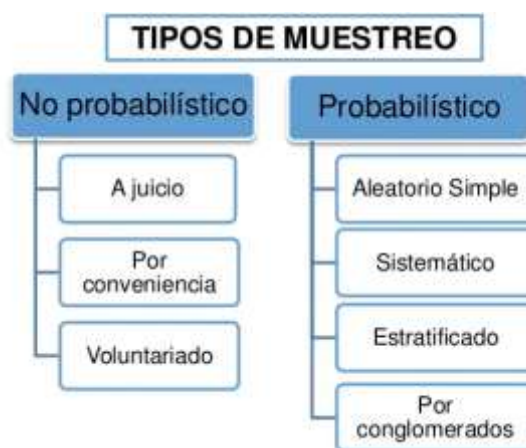 TIPOS DE MUESTREO
No probabilístico
A juicio
Por
conveniencia
Voluntariado
Probabilístico
Aleatorio Simple
Sistemático
Estratificado
Por
conglomerados